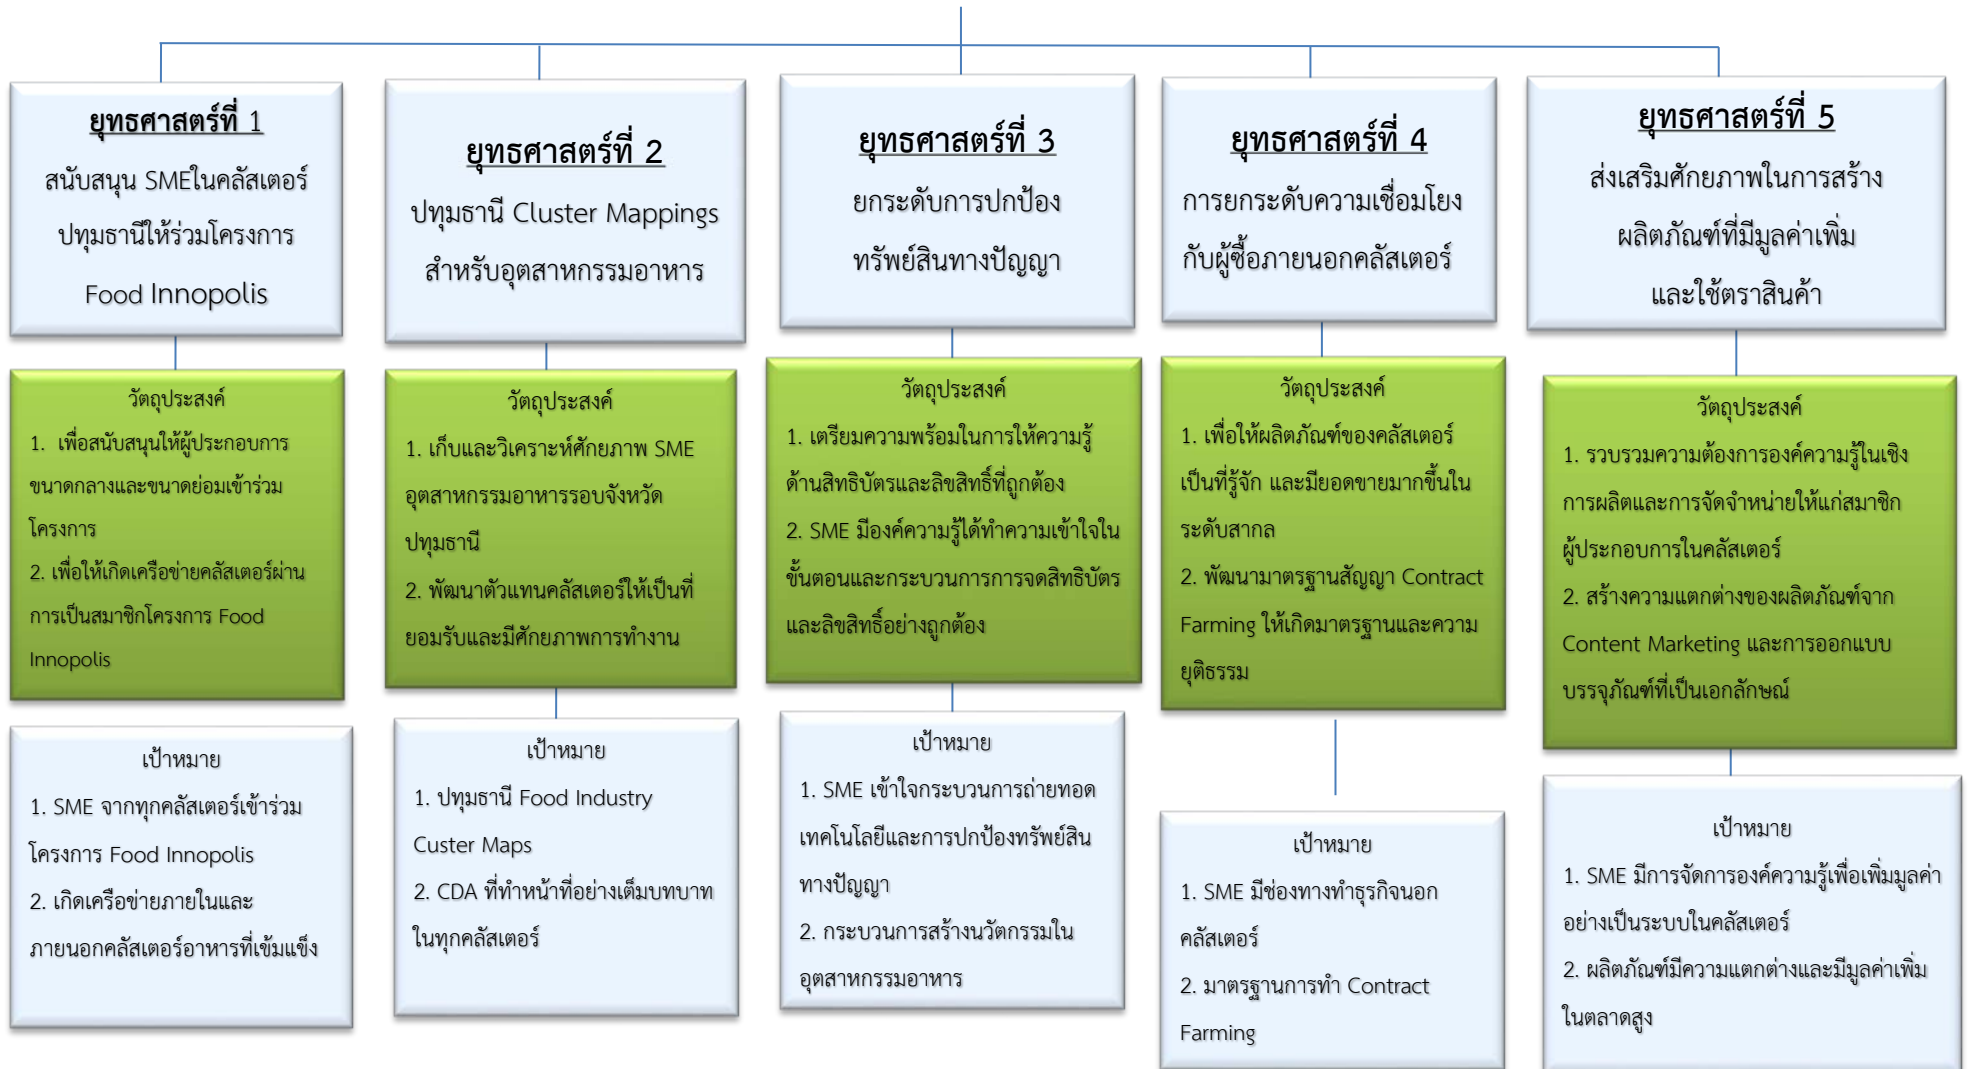 ยุทธศาสตร์ที่ 1
สนับสนุน SMEในคลัสเตอร์
ปทุมธานีให้ร่วมโครงการ
Food Innopolis
ยุทธศาสตร์ที่ 2
ปทุมธานี Cluster Mappings
สำหรับอุตสาหกรรมอาหาร
ยุทธศาสตร์ที่ 3
ยกระดับการปกป้อง
ทรัพย์สินทางปัญญา
ยุทธศาสตร์ที่ 4
การยกระดับความเชื่อมโยง
กับผู้ซื้อภายนอกคลัสเตอร์
ยุทธศาสตร์ที่ 5
ส่งเสริมศักยภาพในการสร้าง
ผลิตภัณฑ์ที่มีมูลค่าเพิ่ม
และใช้ตราสินค้า
วัตถุประสงค์
1. เพื่อสนับสนุนให้ผู้ประกอบการ
ขนาดกลางและขนาดย่อมเข้าร่วม
โครงการ
2. เพื่อให้เกิดเครือข่ายคลัสเตอร์ผ่าน
การเป็นสมาชิกโครงการ Food
Innopolis
วัตถุประสงค์
1. เก็บและวิเคราะห์ศักยภาพ SME
อุตสาหกรรมอาหารรอบจังหวัด
ปทุมธานี
2. พัฒนาตัวแทนคลัสเตอร์ให้เป็นที่
ยอมรับและมีศักยภาพการทำงาน
วัตถุประสงค์
1. เตรียมความพร้อมในการให้ความรู้
ด้านสิทธิบัตรและลิขสิทธิ์ที่ถูกต้อง
2. SME มีองค์ความรู้ได้ทำความเข้าใจใน
ขั้นตอนและกระบวนการการจดสิทธิบัตร
และลิขสิทธิ์อย่างถูกต้อง
วัตถุประสงค์
1. เพื่อให้ผลิตภัณฑ์ของคลัสเตอร์
เป็นที่รู้จัก และมียอดขายมากขึ้นใน
ระดับสากล
2. พัฒนามาตรฐานสัญญา Contract
Farming ให้เกิดมาตรฐานและความ
ยุติธรรม
วัตถุประสงค์
1. รวบรวมความต้องการองค์ความรู้ในเชิง
การผลิตและการจัดจำหน่ายให้แก่สมาชิก
ผู้ประกอบการในคลัสเตอร์
2. สร้างความแตกต่างของผลิตภัณฑ์จาก
Content Marketing และการออกแบบ
บรรจุภัณฑ์ที่เป็นเอกลักษณ์
เป้าหมาย
1. SME จากทุกคลัสเตอร์เข้าร่วม
โครงการ Food Innopolis
2. เกิดเครือข่ายภายในและ
ภายนอกคลัสเตอร์อาหารที่เข้มแข็ง
เป้าหมาย
1. ปทุมธานี Food Industry
Custer Maps
2. CDA ที่ทำหน้าที่อย่างเต็มบทบาท
ในทุกคลัสเตอร์
เป้าหมาย
1. SME เข้าใจกระบวนการถ่ายทอด
เทคโนโลยีและการปกป้องทรัพย์สิน
ทางปัญญา
2. กระบวนการสร้างนวัตกรรมใน
อุตสาหกรรมอาหาร
เป้าหมาย
1. SME มีช่องทางทำธุรกิจนอก
คลัสเตอร์
2. มาตรฐานการทำ Contract
Farming
เป้าหมาย
1. SME มีการจัดการองค์ความรู้เพื่อเพิ่มมูลค่า
อย่างเป็นระบบในคลัสเตอร์
2. ผลิตภัณฑ์มีความแตกต่างและมีมูลค่าเพิ่ม
ในตลาดสูง